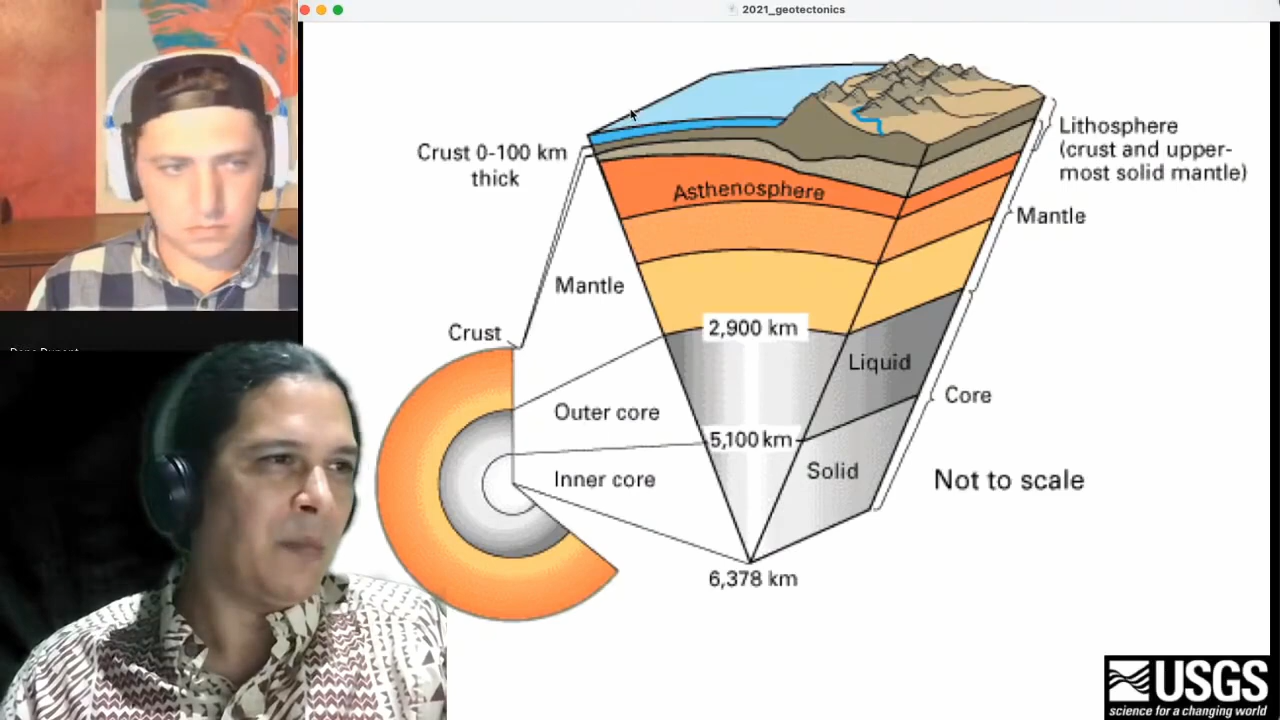 2021_geotectonics
Crust 0-100 km
thick
Lithosphere
(crust and upper-
most solid mantle)
Asthenosphere
Mantle
Mantle
Crust
2,900 km
Liquid
Core
Outer core
5,100 km
Inner core
Solid
Not to scale
6,378 km
USGS
science for a changing world